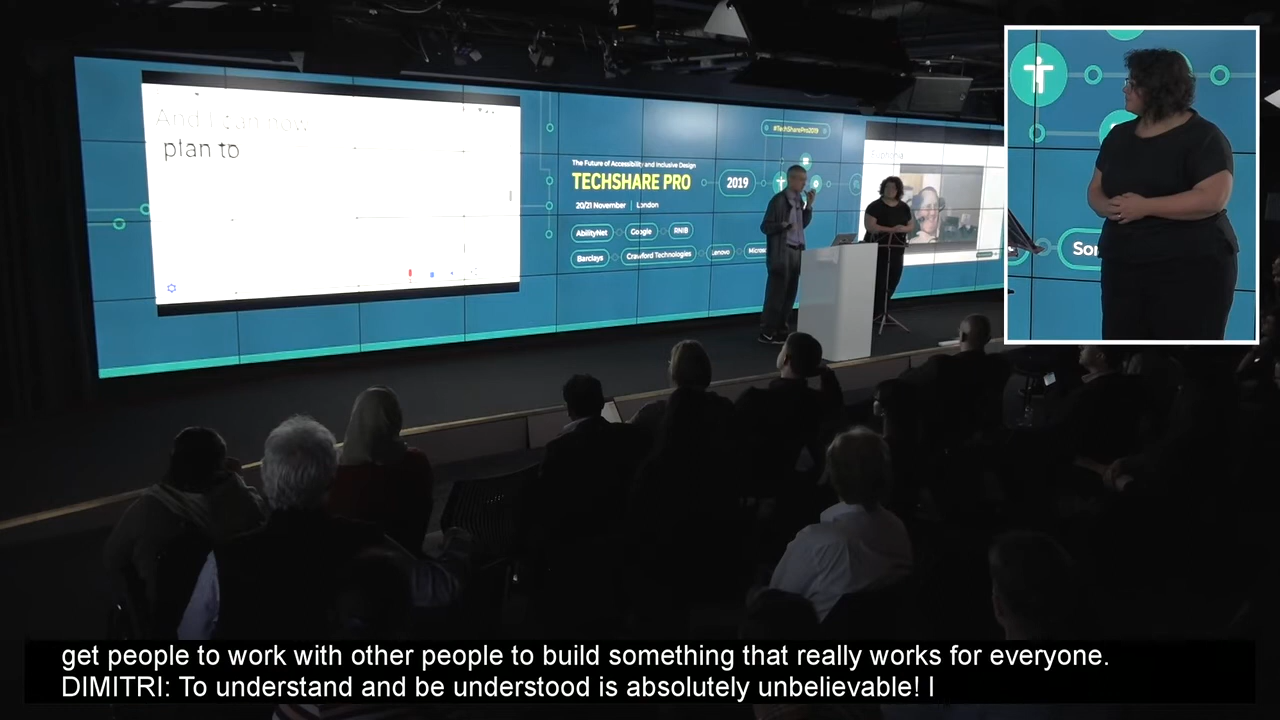 And I can now
plan to
#TechSharePro2019
The Future of Accessibility and Inclusive Design
TECHSHARE PRO
2019
20/21 November | London
AbilityNet
Google
RNIB
Barclays
Crawford Technologies
Lenovo
get people to work with other people to build something that really works for everyone.
DIMITRI: To understand and be understood is absolutely unbelievable! I